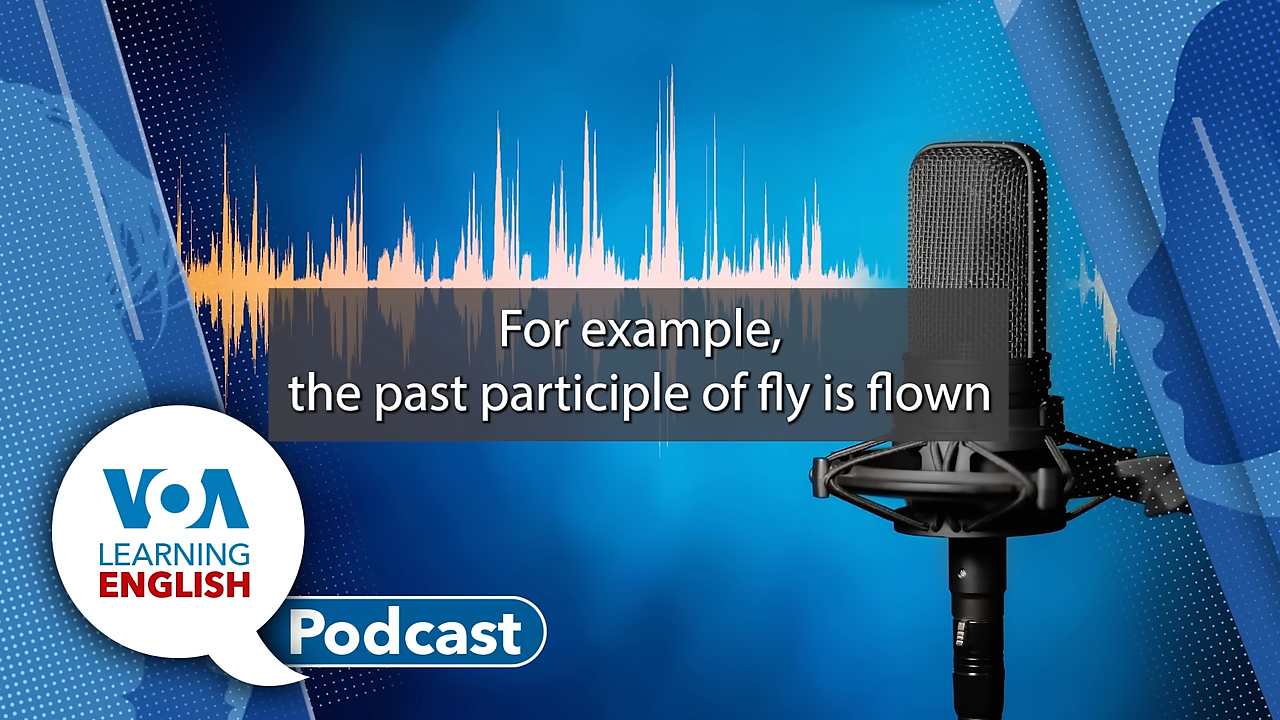 For example,
the past participle of fly is flown
VOA
LEARNING
ENGLISH
Podcast